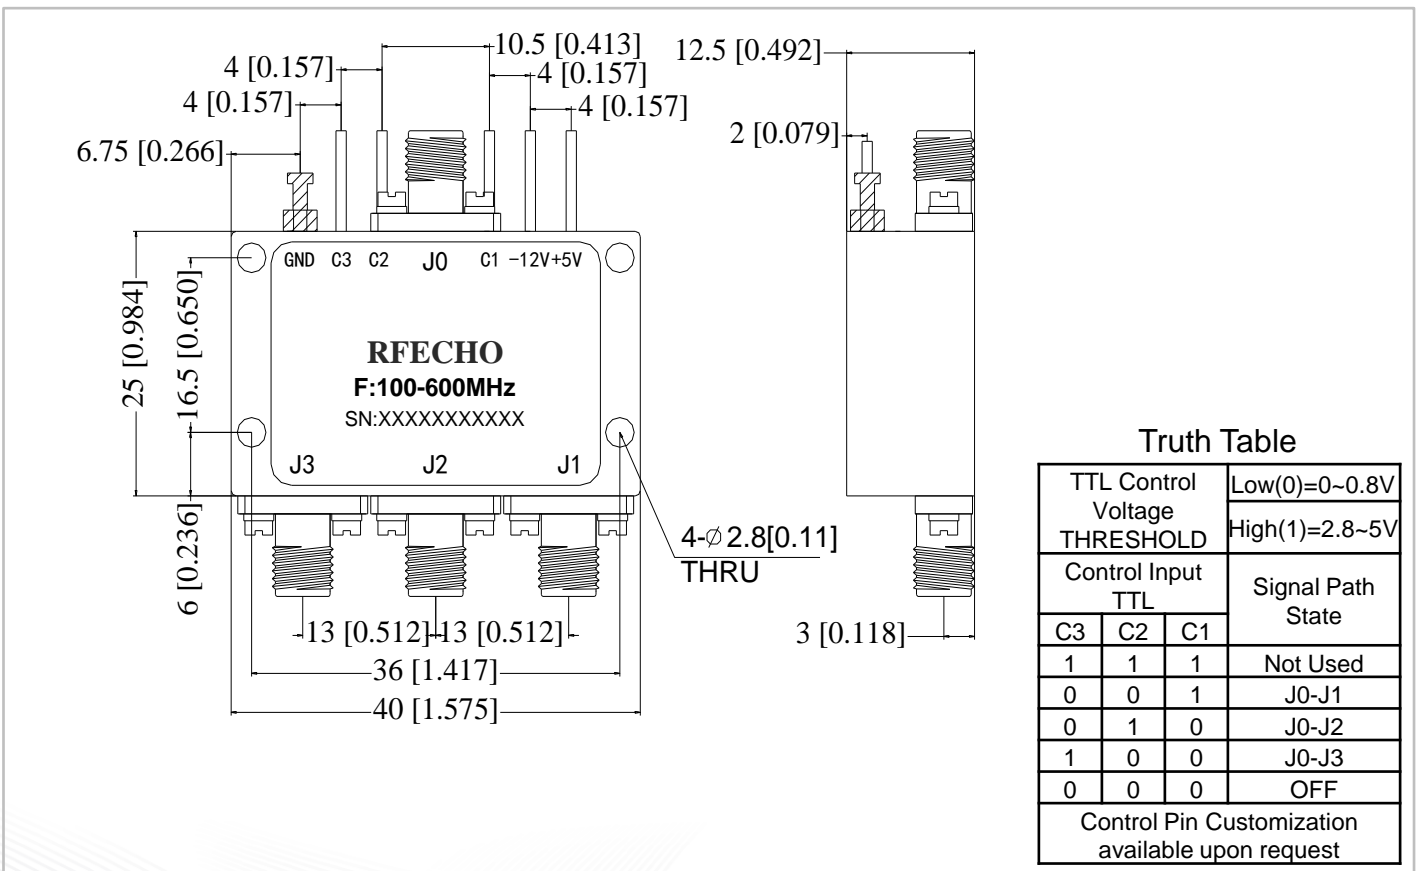 10.5 [0.413]
4 [0.157]
4 [0.157]
4 [0.157]
4 [0.157]
6.75 [0.266]
12.5 [0.492]
2 [0.079]
GND C3 C2 J0 C1 -12V+5V
25 [0.984]
16.5 [0.650]
6 [0.236]
RFECHO
F:100-600MHz
SN:XXXXXXXXXXX
J3 J2 J1
4-∅2.8[0.11]
THRU
13 [0.512] 13 [0.512]
36 [1.417]
40 [1.575]
3 [0.118]
Truth Table
TTL Control
Voltage
THRESHOLD
Low(0)=0~0.8V
High(1)=2.8~5V
Control Input
TTL
Signal Path
State
C3 C2 C1
1 1 1 Not Used
0 0 1 J0-J1
0 1 0 J0-J2
1 0 0 J0-J3
0 0 0 OFF
Control Pin Customization
available upon request